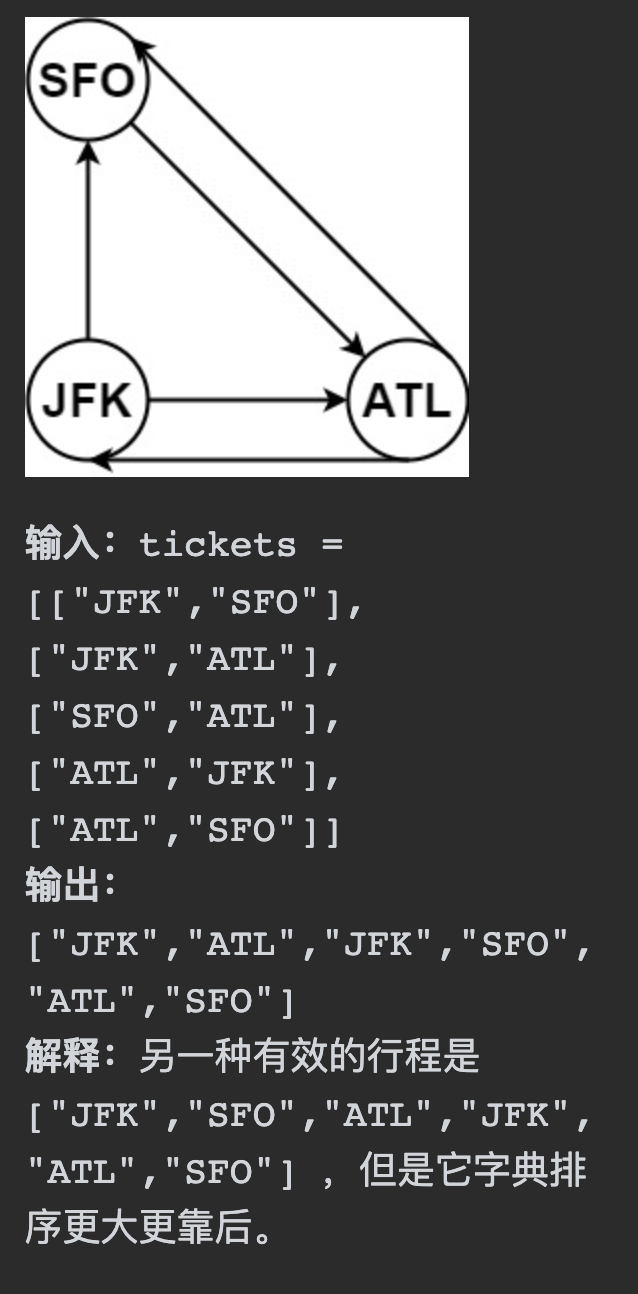 SFO
JFK
ATL
输入：tickets =
[["JFK","SFO"],
["JFK","ATL"],
["SFO","ATL"],
["ATL","JFK"],
["ATL","SFO"]]
输出：
["JFK","ATL","JFK","SFO",
"ATL","SFO"]
解释：另一种有效的行程是
["JFK","SFO","ATL","JFK",
"ATL","SFO"] ，但是它字典排
序更大更靠后。